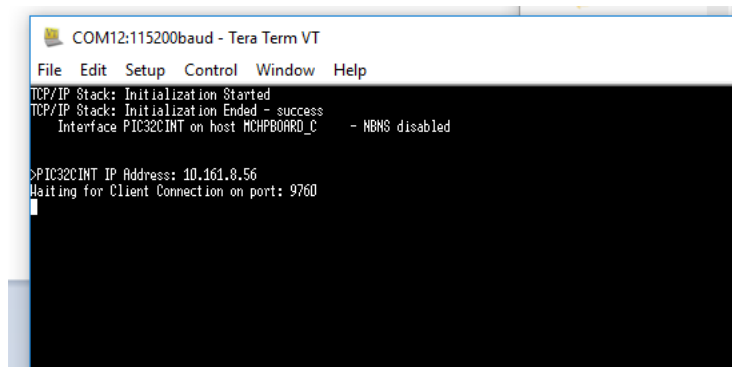 COM12:115200baud - Tera Term VT
File Edit Setup Control Window Help
TCP/IP Stack: Initialization Started
TCP/IP Stack: Initialization Ended - success
Interface PIC32CINT on host MCHPBOARD_C - NBNS disabled
>PIC32CINT IP Address: 10.161.8.56
Waiting for Client Connection on port: 9760